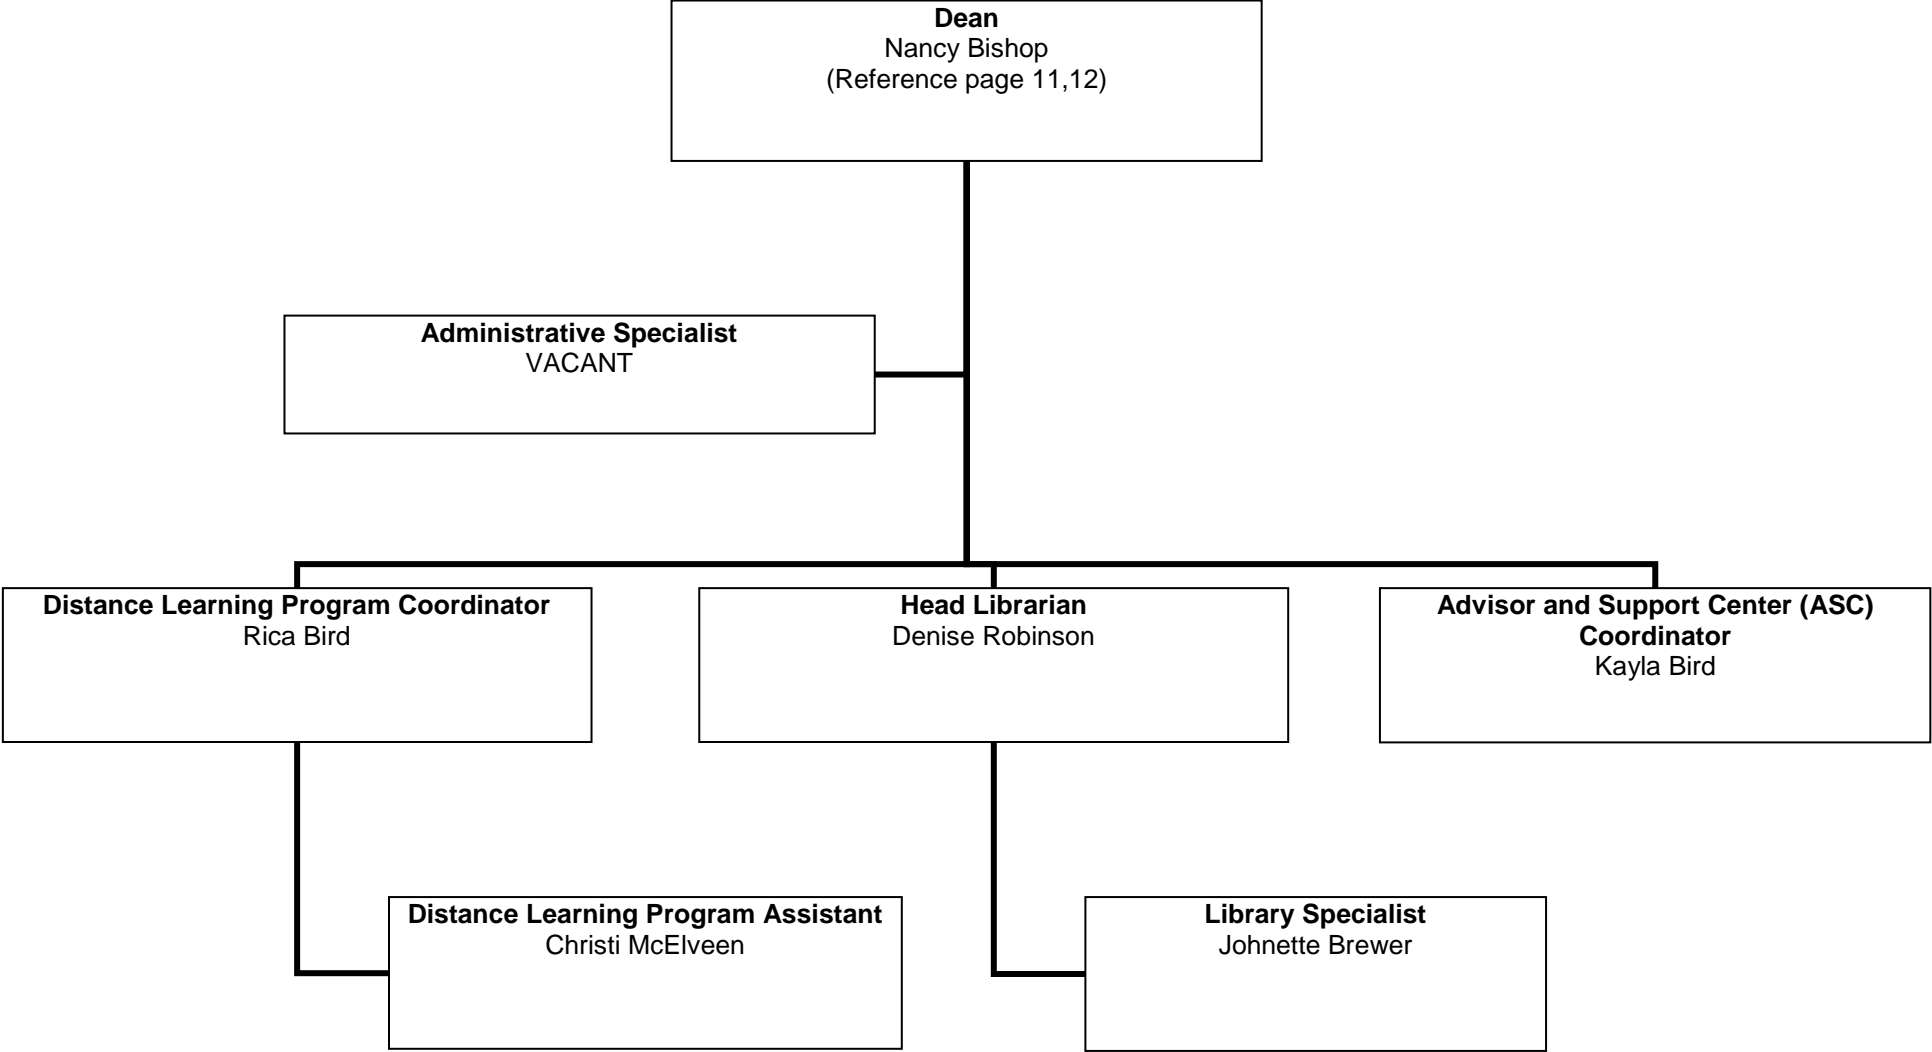 Dean
Nancy Bishop
(Reference page 11,12)
Administrative Specialist
VACANT
Distance Learning Program Coordinator
Rica Bird
Head Librarian
Denise Robinson
Advisor and Support Center (ASC)
Coordinator
Kayla Bird
Distance Learning Program Assistant
Christi McElveen
Library Specialist
Johnette Brewer